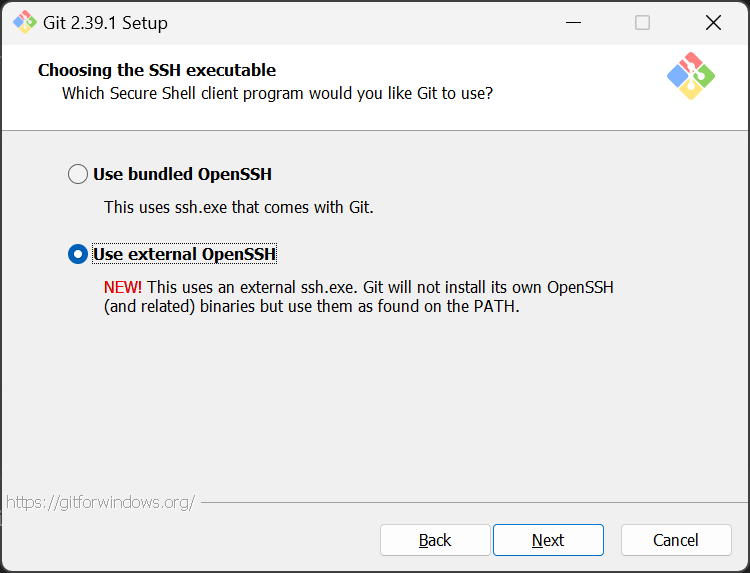 Git 2.39.1 Setup
Choosing the SSH executable
Which Secure Shell client program would you like Git to use?
Use bundled OpenSSH
This uses ssh.exe that comes with Git.
Use external OpenSSH
NEW! This uses an external ssh.exe. Git will not install its own OpenSSH
(and related) binaries but use them as found on the PATH.
https://gitforwindows.org/
Back Next Cancel